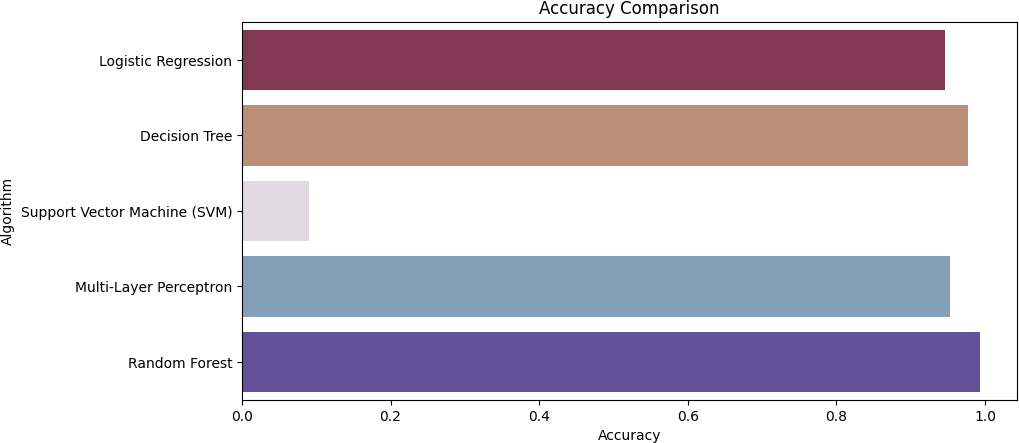 Accuracy Comparison
Algorithm
Logistic Regression
Decision Tree
Support Vector Machine (SVM)
Multi-Layer Perceptron
Random Forest
0.0 0.2 0.4 0.6 0.8 1.0
Accuracy